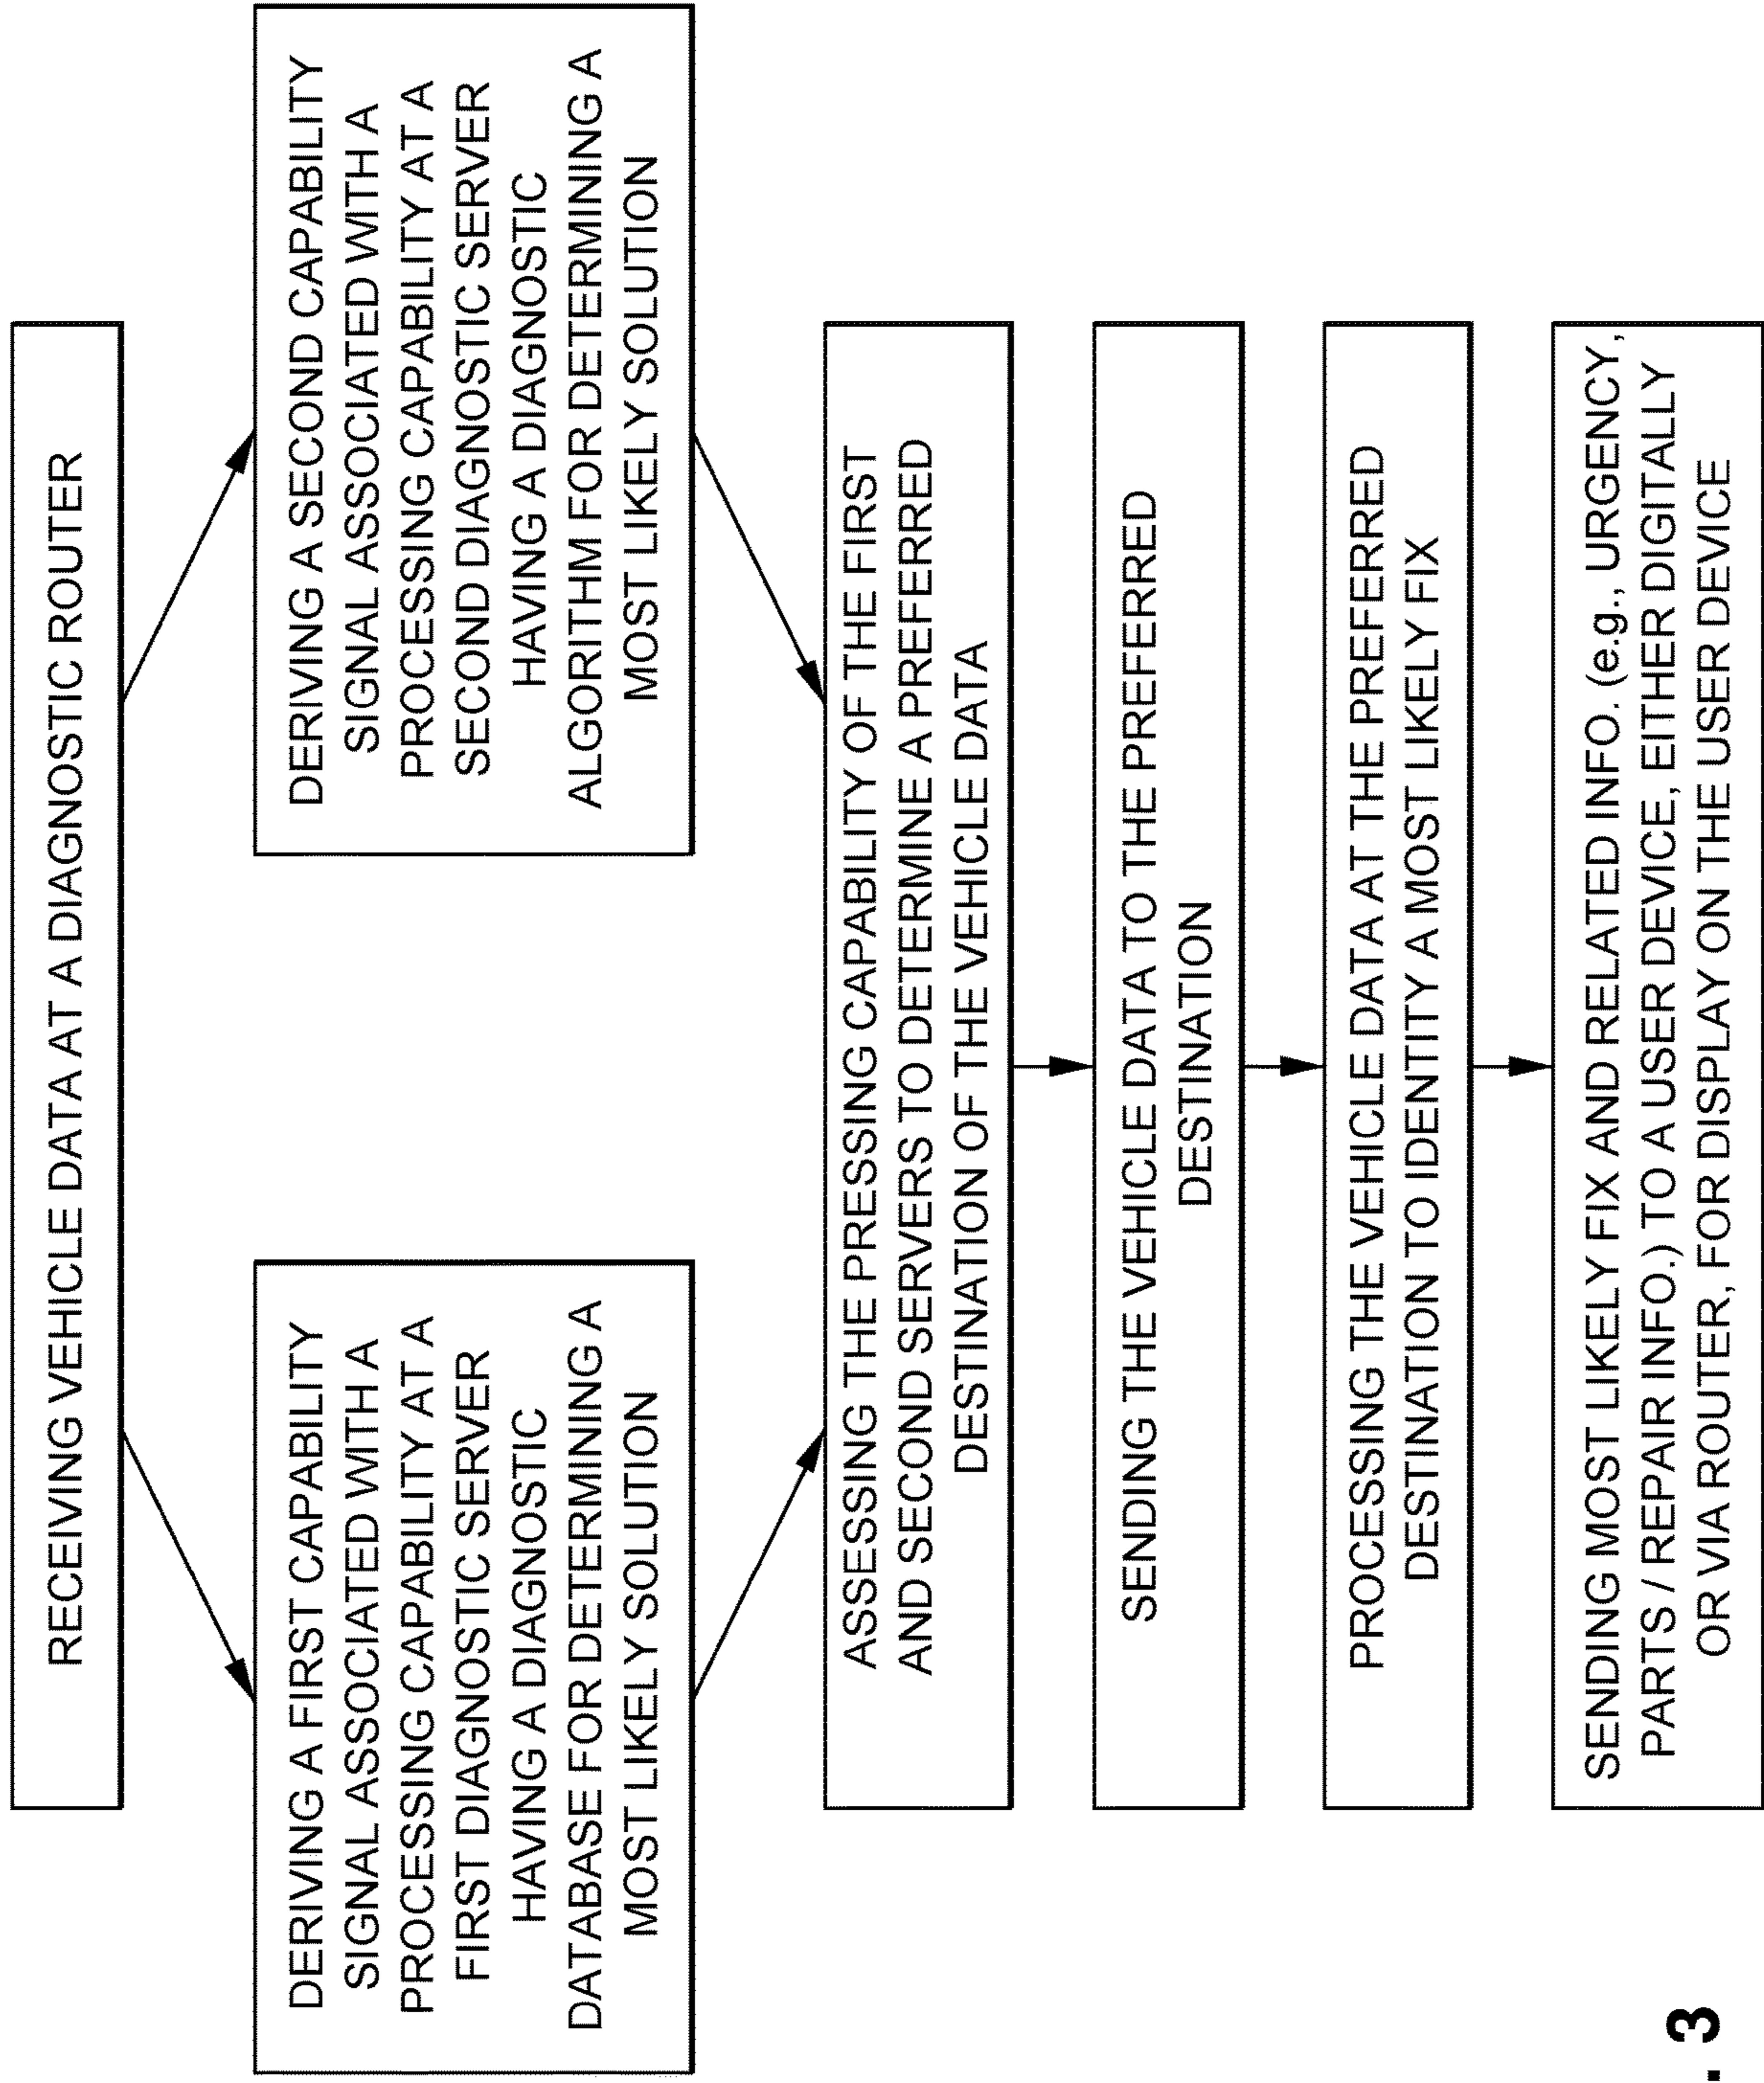 RECEIVING VEHICLE DATA AT A DIAGNOSTIC ROUTER
DERIVING A FIRST CAPABILITY
SIGNAL ASSOCIATED WITH A
PROCESSING CAPABILITY AT A
FIRST DIAGNOSTIC SERVER
HAVING A DIAGNOSTIC
DATABASE FOR DETERMINING A
MOST LIKELY SOLUTION
DERIVING A SECOND CAPABILITY
SIGNAL ASSOCIATED WITH A
PROCESSING CAPABILITY AT A
SECOND DIAGNOSTIC SERVER
HAVING A DIAGNOSTIC
ALGORITHM FOR DETERMINING A
MOST LIKELY SOLUTION
ASSESSING THE PRESSING CAPABILITY OF THE FIRST
AND SECOND SERVERS TO DETERMINE A PREFERRED
DESTINATION OF THE VEHICLE DATA
SENDING THE VEHICLE DATA TO THE PREFERRED
DESTINATION
PROCESSING THE VEHICLE DATA AT THE PREFERRED
DESTINATION TO IDENTITY A MOST LIKELY FIX
SENDING MOST LIKELY FIX AND RELATED INFO. (e.g., URGENCY,
PARTS / REPAIR INFO.) TO A USER DEVICE, EITHER DIGITALLY
OR VIA ROUTER, FOR DISPLAY ON THE USER DEVICE
. 3